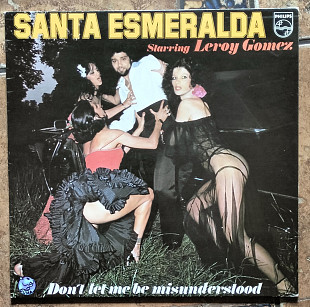 SANTA ESMERALDA
PHILIPS
Starring Leroy Gomez
Don't let me be misunderstood